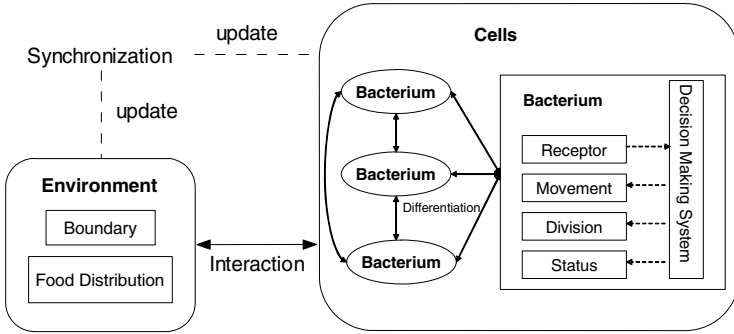 update
Synchronization
update
Environment
Boundary
Food Distribution
Interaction
Cells
Bacterium
Bacterium
Differentiation
Bacterium
Bacterium
Receptor
Movement
Division
Status
Decision Making System